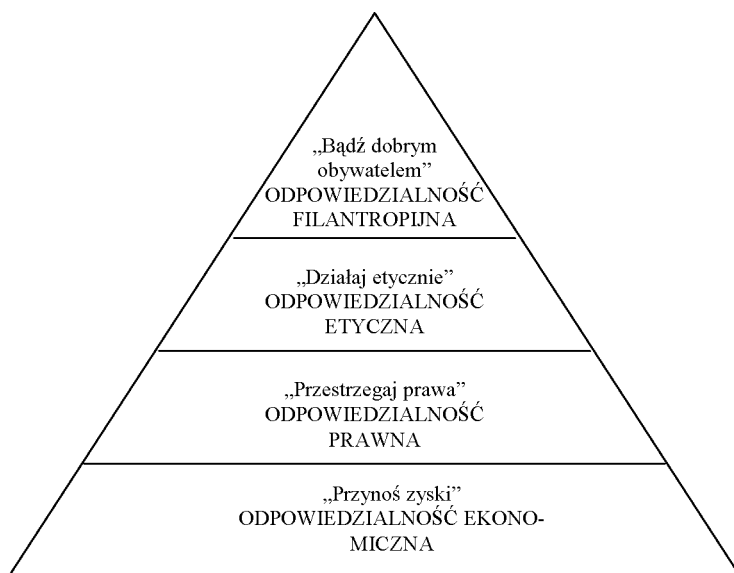 „Bądź dobrym
obywatelem”
ODPOWIEDZIALNOŚĆ
FILANTROPIJNA
„Działaj etycznie”
ODPOWIEDZIALNOŚĆ
ETYCZNA
„Przestrzegaj prawa”
ODPOWIEDZIALNOŚĆ
PRAWNA
„Przynoś zyski”
ODPOWIEDZIALNOŚĆ EKONO-
MICZNA